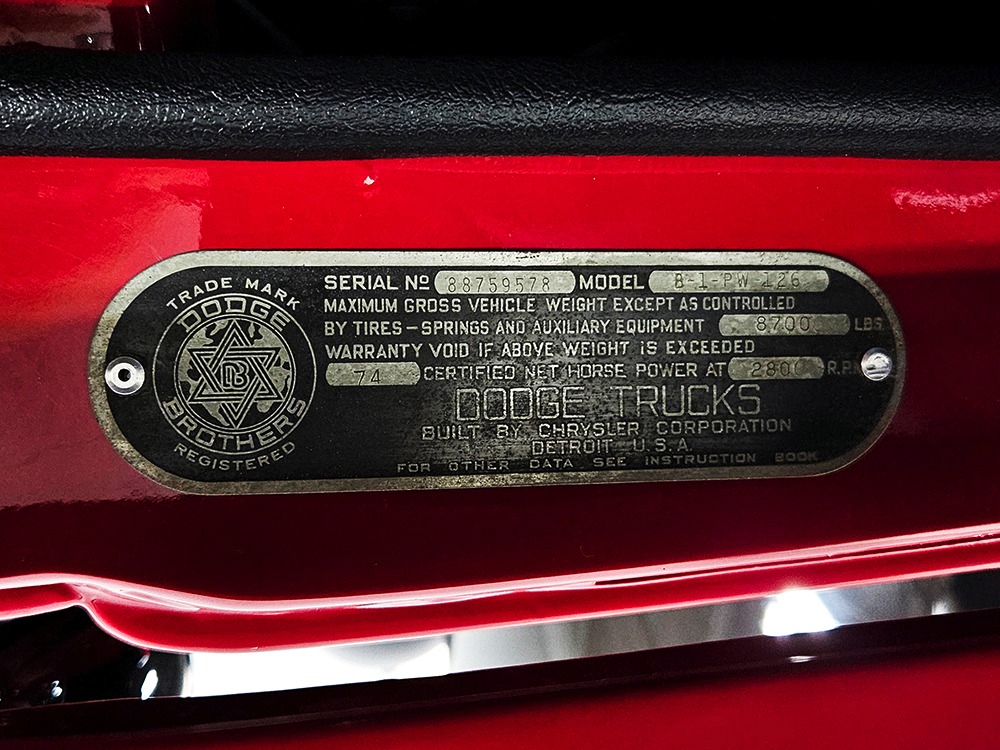 TRADE MARK
DODGE
DB
BROTHERS
REGISTERED
SERIAL Nº 88759578 MODEL B-1-PW-126
MAXIMUM GROSS VEHICLE WEIGHT EXCEPT AS CONTROLLED
BY TIRES-SPRINGS AND AUXILIARY EQUIPMENT 8700 LBS.
WARRANTY VOID IF ABOVE WEIGHT IS EXCEEDED
74 CERTIFIED NET HORSE POWER AT 2800 R.P.
DODGE TRUCKS
BUILT BY CHRYSLER CORPORATION
DETROIT U.S.A.
FOR OTHER DATA SEE INSTRUCTION BOOK